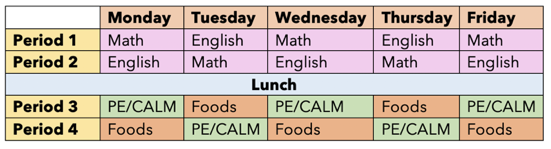 Monday Tuesday Wednesday Thursday Friday
Period 1 Math English Math English Math
Period 2 English Math English Math English
Lunch
Period 3 PE/CALM Foods PE/CALM Foods PE/CALM
Period 4 Foods PE/CALM Foods PE/CALM Foods